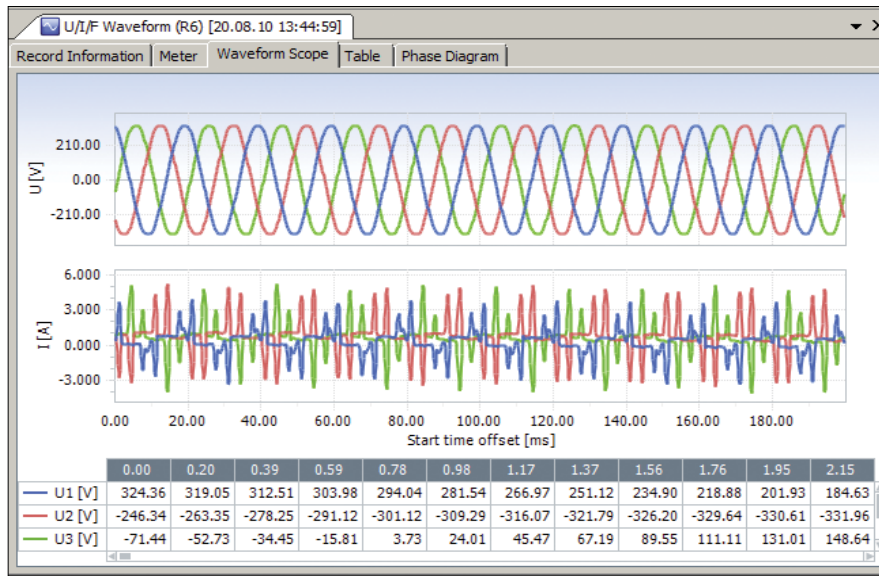 U/I/F Waveform (R6) [20.08.10 13:44:59]
Record Information Meter Waveform Scope Table Phase Diagram
U [V]
210.00
0.00
-210.00
I [A]
6.000
3.000
0.000
-3.000
0.00 20.00 40.00 60.00 80.00 100.00 120.00 140.00 160.00 180.00
Start time offset [ms]
0.00 0.20 0.39 0.59 0.78 0.98 1.17 1.37 1.56 1.76 1.95 2.15
U1 [V] 324.36 319.05 312.51 303.98 294.04 281.54 266.97 251.12 234.90 218.88 201.93 184.63
U2 [V] -246.34 -263.35 -278.25 -291.12 -301.12 -309.29 -316.07 -321.79 -326.20 -329.64 -330.61 -331.96
U3 [V] -71.44 -52.73 -34.45 -15.81 3.73 24.01 45.47 67.19 89.55 111.11 131.01 148.64